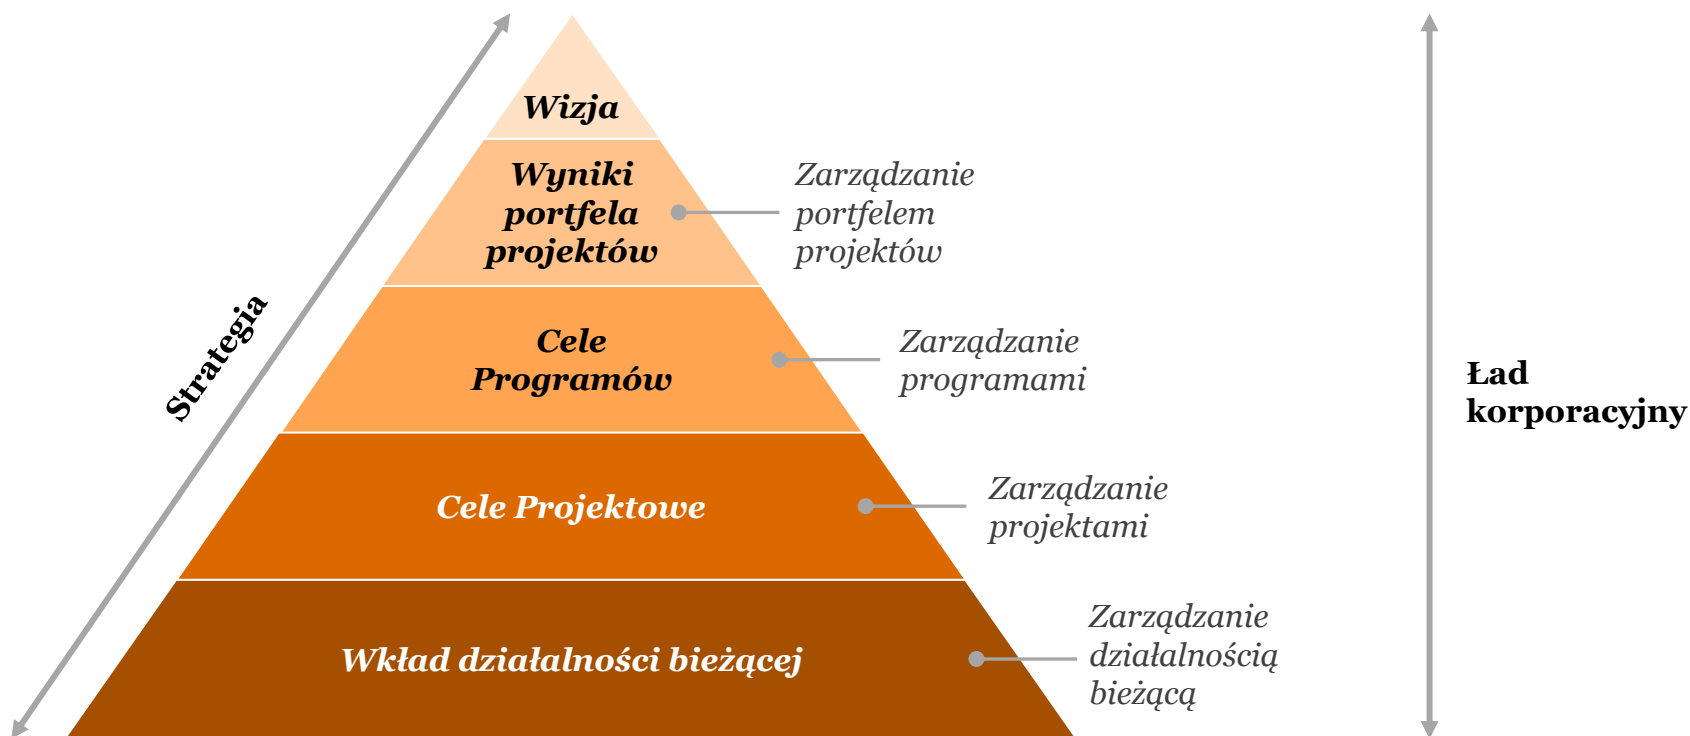 Wizja
Wyniki
portfela
projektów
Zarządzanie
portfelem
projektów
Cele
Programów
Zarządzanie
programami
Strategia
Ład
korporacyjny
Cele Projektowe
Zarządzanie
projektami
Wkład działalności bieżącej
Zarządzanie
działalnością
bieżącą